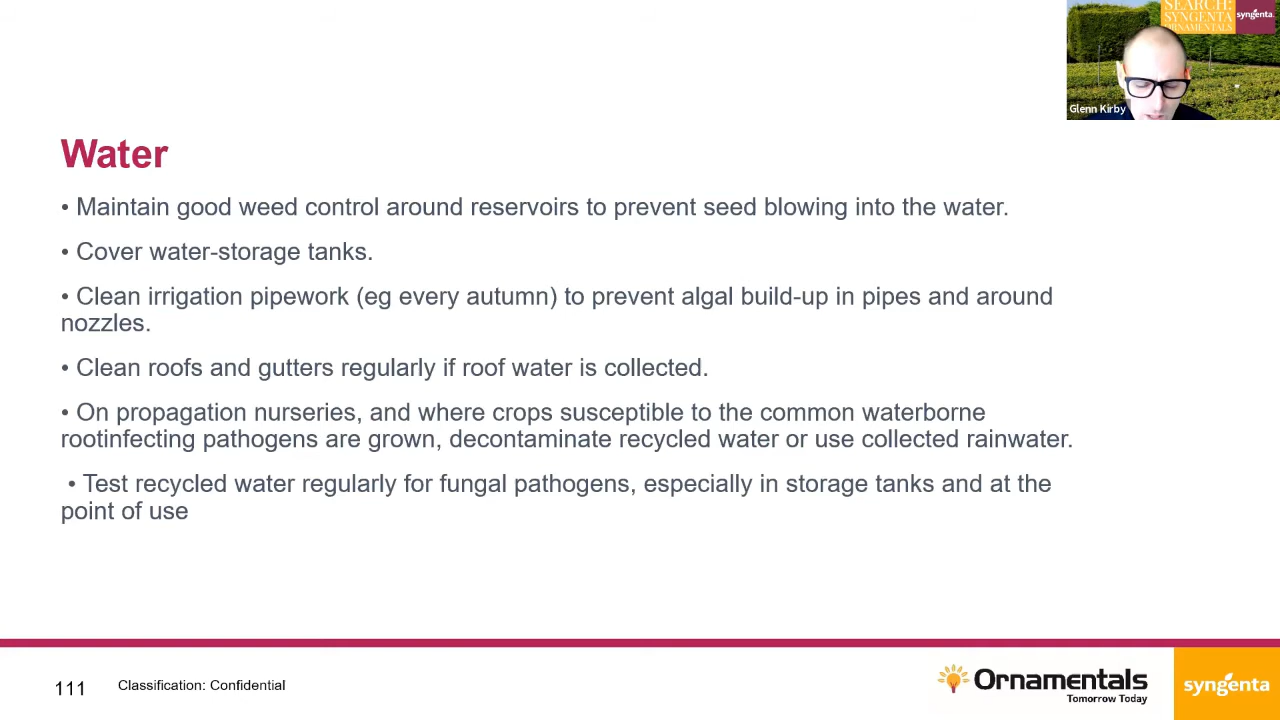 SEARCH:
SYNGENTA
ORNAMENTALS
syngenta
Glenn Kirby
Water
• Maintain good weed control around reservoirs to prevent seed blowing into the water.
• Cover water-storage tanks.
• Clean irrigation pipework (eg every autumn) to prevent algal build-up in pipes and around
nozzles.
• Clean roofs and gutters regularly if roof water is collected.
• On propagation nurseries, and where crops susceptible to the common waterborne
rootinfecting pathogens are grown, decontaminate recycled water or use collected rainwater.
• Test recycled water regularly for fungal pathogens, especially in storage tanks and at the
point of use
111
Classification: Confidential
Ornamentals
Tomorrow Today
syngenta